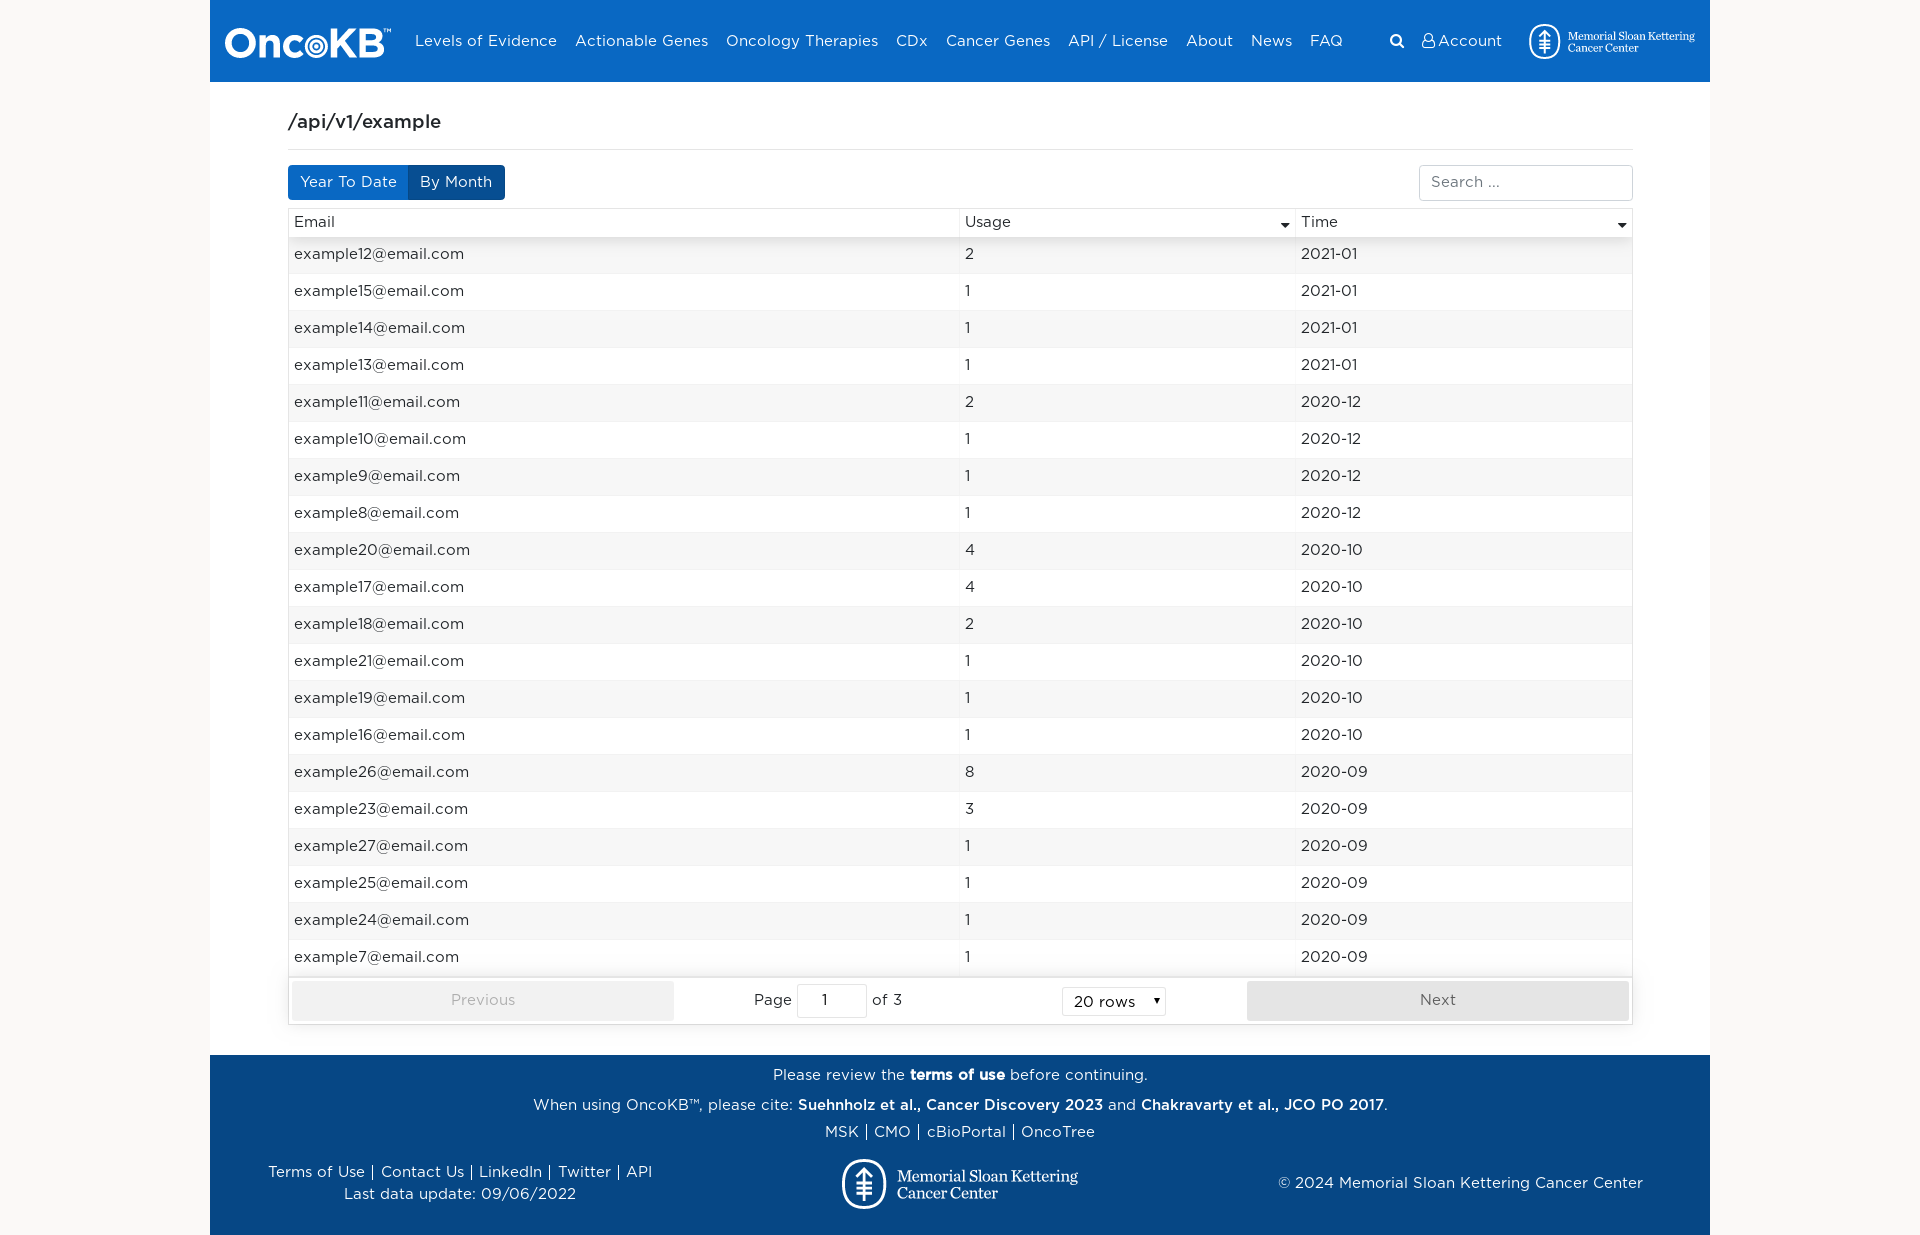 OncoKB™ Levels of Evidence Actionable Genes Oncology Therapies CDx Cancer Genes API / License About News FAQ Account Memorial Sloan Kettering
Cancer Center
/api/v1/example
Year To Date By Month Search ...
Email Usage Time
example12@email.com 2 2021-01
example15@email.com 1 2021-01
example14@email.com 1 2021-01
example13@email.com 1 2021-01
example11@email.com 2 2020-12
example10@email.com 1 2020-12
example9@email.com 1 2020-12
example8@email.com 1 2020-12
example20@email.com 4 2020-10
example17@email.com 4 2020-10
example18@email.com 2 2020-10
example21@email.com 1 2020-10
example19@email.com 1 2020-10
example16@email.com 1 2020-10
example26@email.com 8 2020-09
example23@email.com 3 2020-09
example27@email.com 1 2020-09
example25@email.com 1 2020-09
example24@email.com 1 2020-09
example7@email.com 1 2020-09
Previous Page 1 of 3 20 rows Next
Please review the terms of use before continuing.
When using OncoKB™, please cite: Suehnholz et al., Cancer Discovery 2023 and Chakravarty et al., JCO PO 2017.
MSK | CMO | cBioPortal | OncoTree
Terms of Use | Contact Us | LinkedIn | Twitter | API
Last data update: 09/06/2022
Memorial Sloan Kettering
Cancer Center
© 2024 Memorial Sloan Kettering Cancer Center